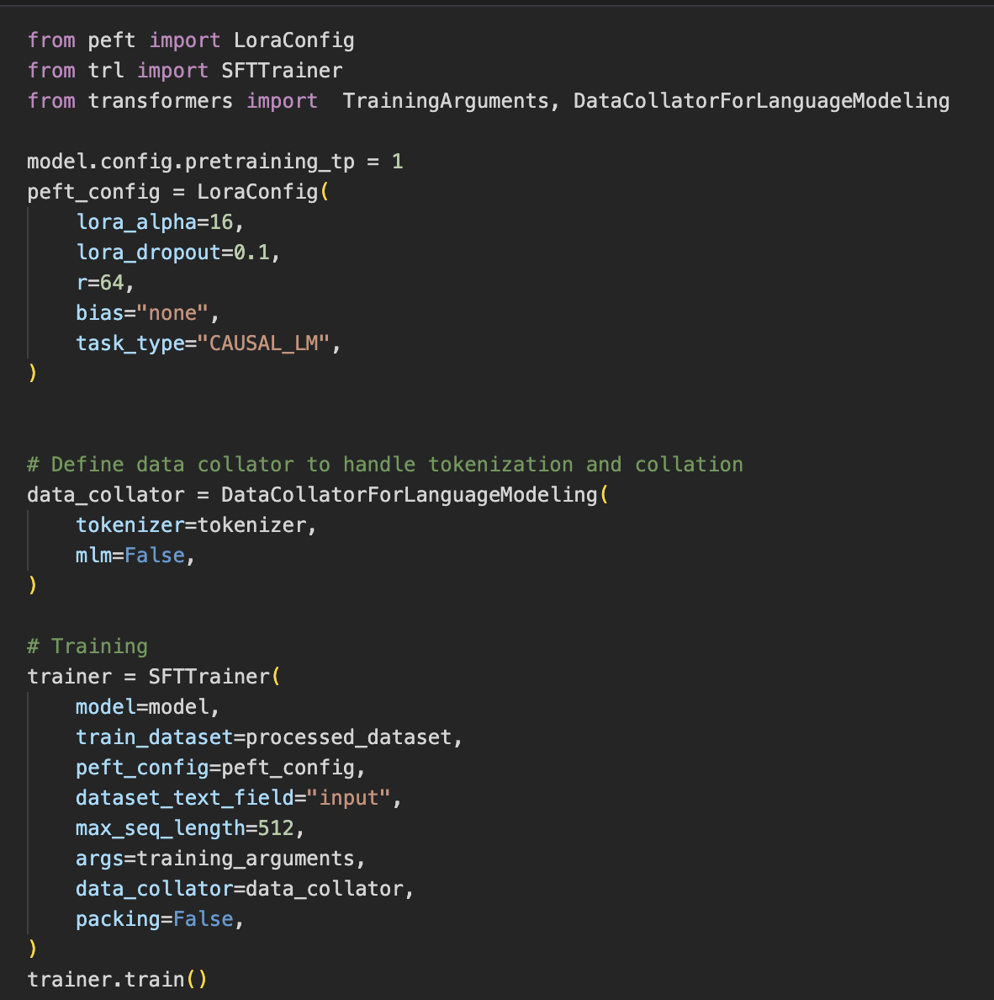 from peft import LoraConfig
from trl import SFTTrainer
from transformers import  TrainingArguments, DataCollatorForLanguageModeling
model.config.pretraining_tp = 1
peft_config = LoraConfig(
    lora_alpha=16,
    lora_dropout=0.1,
    r=64,
    bias="none",
    task_type="CAUSAL_LM",
)
# Define data collator to handle tokenization and collation
data_collator = DataCollatorForLanguageModeling(
    tokenizer=tokenizer,
    mlm=False,
)
# Training
trainer = SFTTrainer(
    model=model,
    train_dataset=processed_dataset,
    peft_config=peft_config,
    dataset_text_field="input",
    max_seq_length=512,
    args=training_arguments,
    data_collator=data_collator,
    packing=False,
)
trainer.train()